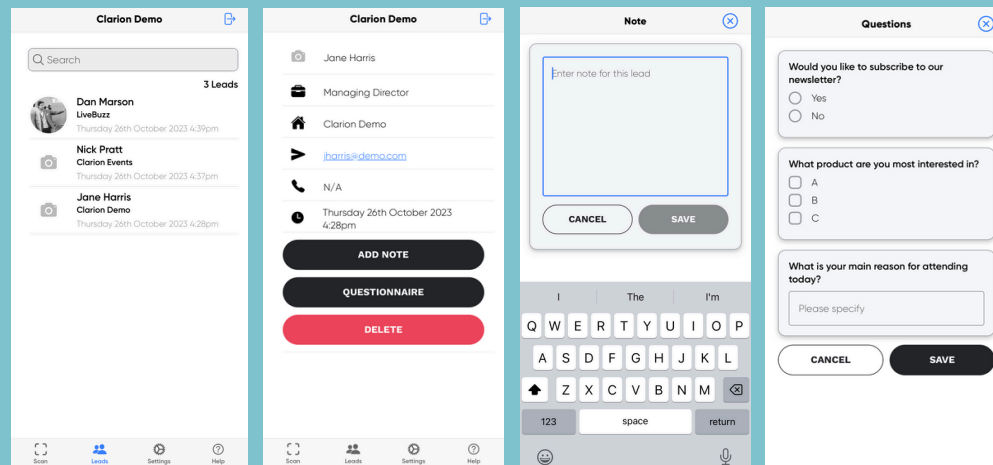 Clarion Demo
Search
3 Leads
Dan Marson
LiveBuzz
Thursday 26th October 2023 4:39pm
Nick Pratt
Clarion Events
Thursday 26th October 2023 4:37pm
Jane Harris
Clarion Demo
Thursday 26th October 2023 4:28pm
Scan Leads Settings Help
Clarion Demo
Jane Harris
Managing Director
Clarion Demo
jharris@demo.com
N/A
Thursday 26th October 2023
4:28pm
ADD NOTE
QUESTIONNAIRE
DELETE
Scan Leads Settings Help
Note
Enter note for this lead
CANCEL SAVE
I The I'm
Q W E R T Y U I O P
A S D F G H J K L
Z X C V B N M
123 space return
Questions
Would you like to subscribe to our
newsletter?
Yes
No
What product are you most interested in?
A
B
C
What is your main reason for attending
today?
Please specify
CANCEL SAVE